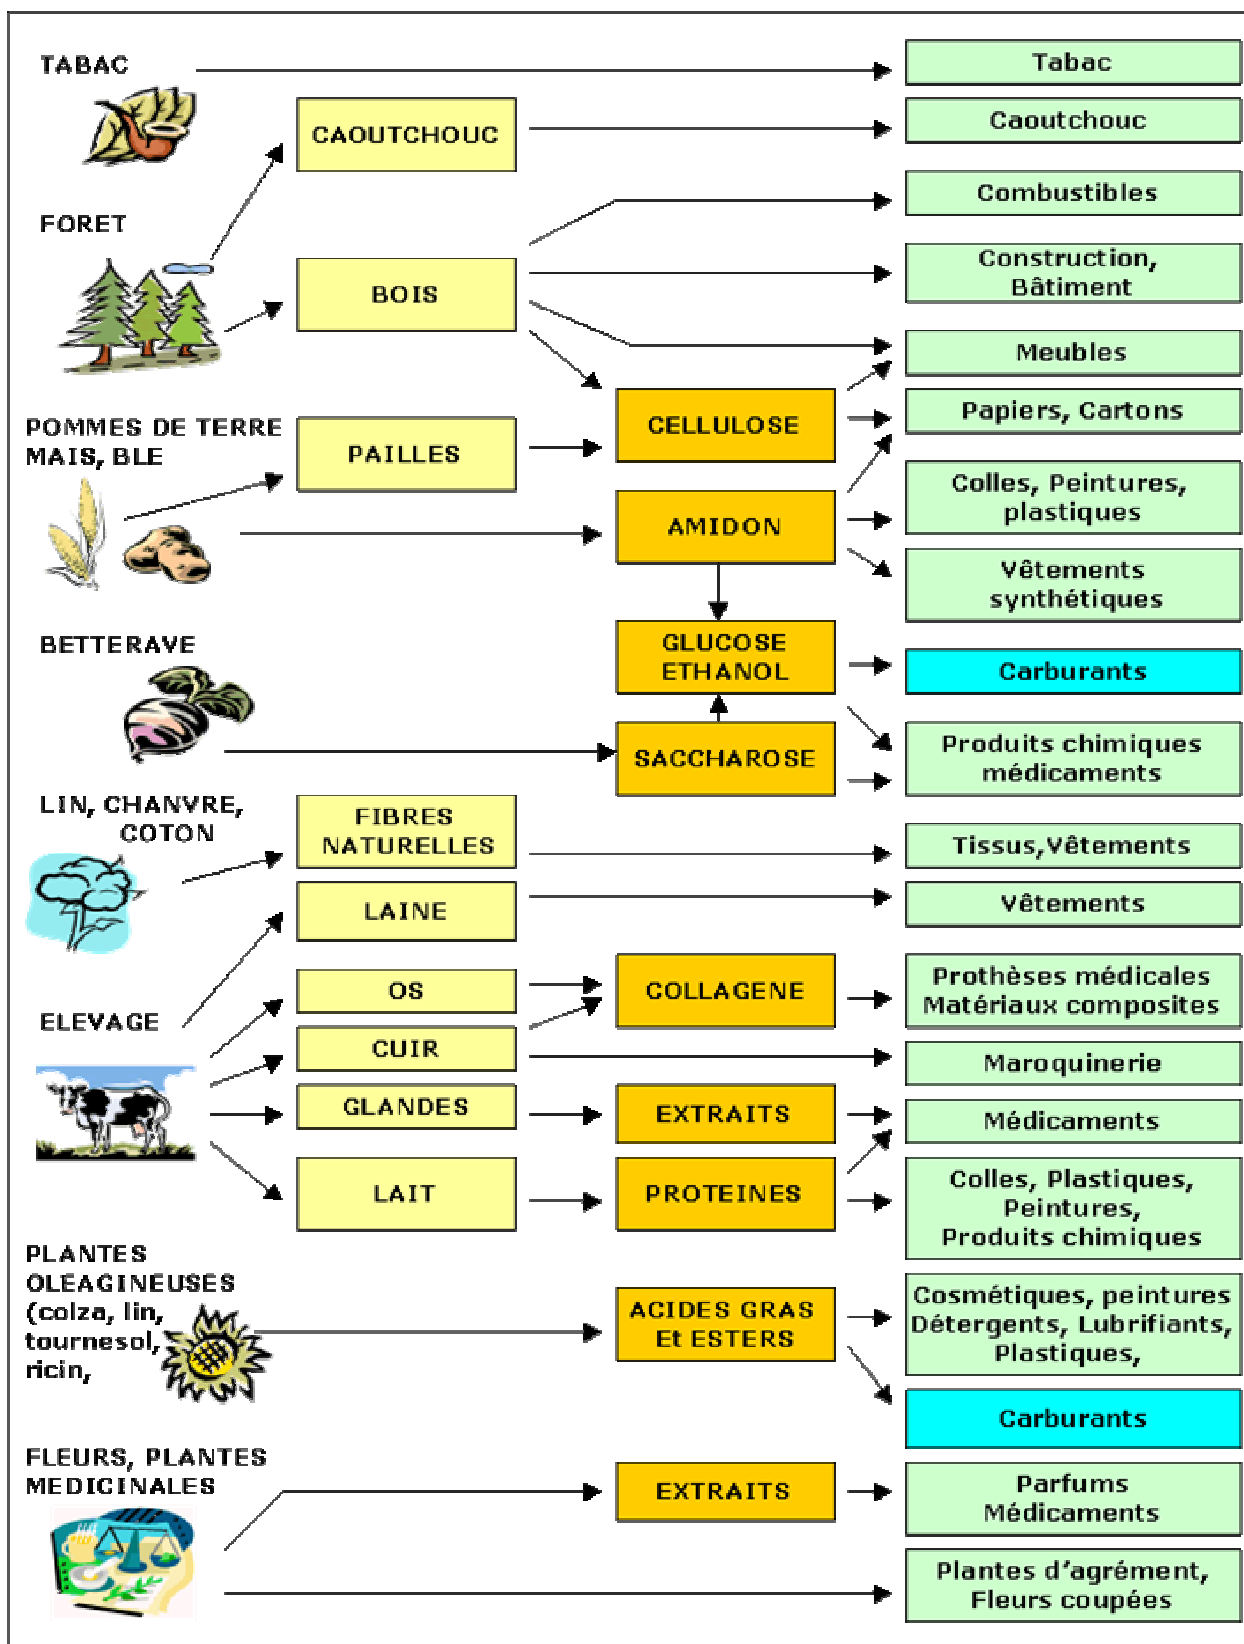 TABAC
Tabac
CAOUTCHOUC
Caoutchouc
Combustibles
FORET
BOIS
Construction,
Bâtiment
Meubles
POMMES DE TERRE
MAIS, BLE
PAILLES
CELLULOSE
Papiers, Cartons
AMIDON
Colles, Peintures,
plastiques
Vêtements
synthétiques
BETTERAVE
GLUCOSE
ETHANOL
Carburants
SACCHAROSE
Produits chimiques
médicaments
LIN, CHANVRE,
COTON
FIBRES
NATURELLES
Tissus,Vêtements
LAINE
Vêtements
ELEVAGE
OS
COLLAGENE
Prothèses médicales
Matériaux composites
CUIR
Maroquinerie
GLANDES
EXTRAITS
Médicaments
LAIT
PROTEINES
Colles, Plastiques,
Peintures,
Produits chimiques
PLANTES
OLEAGINEUSES
(colza, lin,
tournesol,
ricin,
ACIDES GRAS
Et ESTERS
Cosmétiques, peintures
Détergents, Lubrifiants,
Plastiques,
Carburants
FLEURS, PLANTES
MEDICINALES
EXTRAITS
Parfums
Médicaments
Plantes d’agrément,
Fleurs coupées